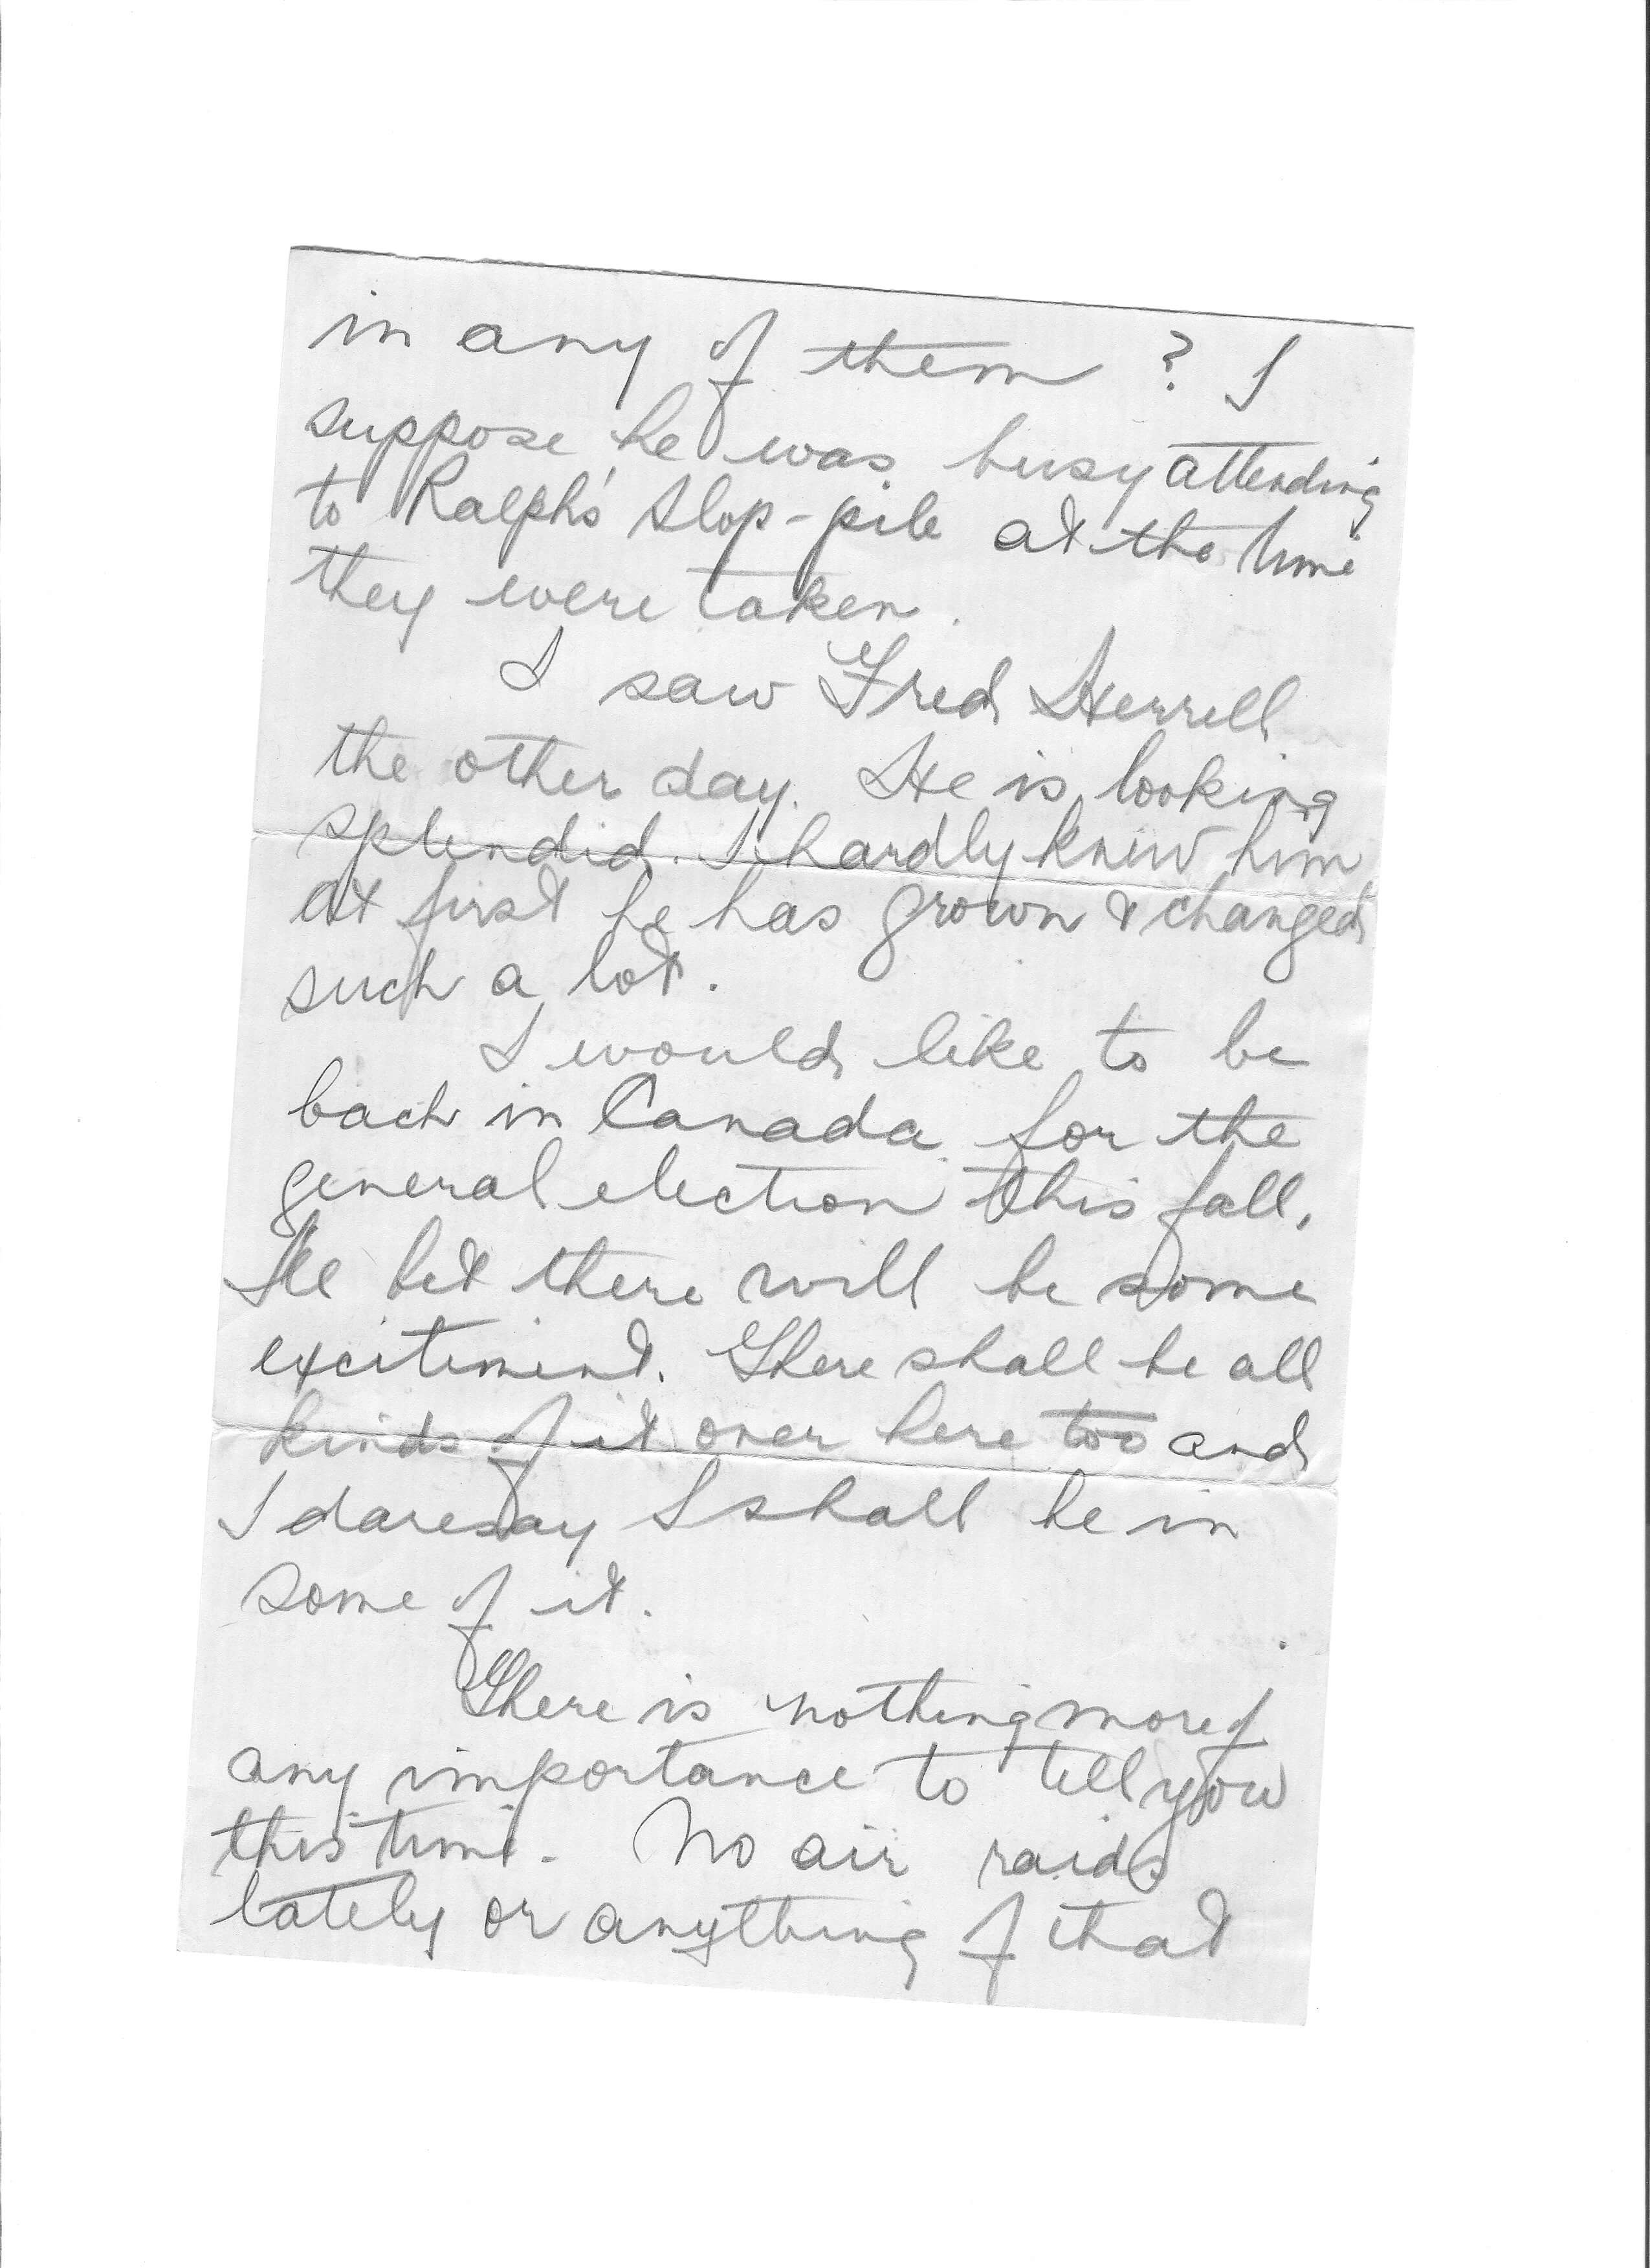 in any of them? I
suppose he was busy attending
to Ralph's slop-pile at the time
they were taken.
I saw Fred Herrell
the other day. He is looking
splendid. I hardly knew him
at first he has grown & changed
such a lot.
I would like to be
back in Canada for the
general election this fall.
I'll bet there will be some
excitement. There shall be all
kinds of it over here too and
I daresay I shall be in
some of it.
There is nothing more of
any importance to tell you
this time. No air raids
lately or anything of that